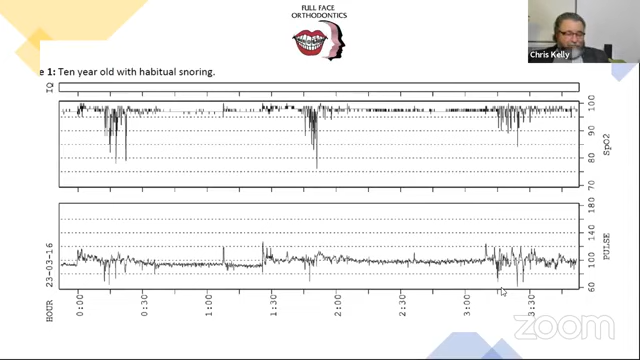 FULL FACE
ORTHODONTICS
Chris Kelly
e 1: Ten year old with habitual snoring.
IQ
100
90
80
70
SpO2
180
140
100
60
PULSE
HOUR 23-03-16
0:00
0:30
1:00
1:30
2:00
2:30
3:00
3:30
zoom